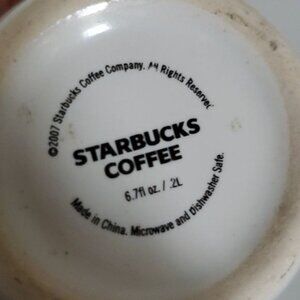 ©2007 Starbucks Coffee Company. All Rights Reserved.
STARBUCKS
COFFEE
6.7fl oz / .2L
Made in China. Microwave and Dishwasher Safe.